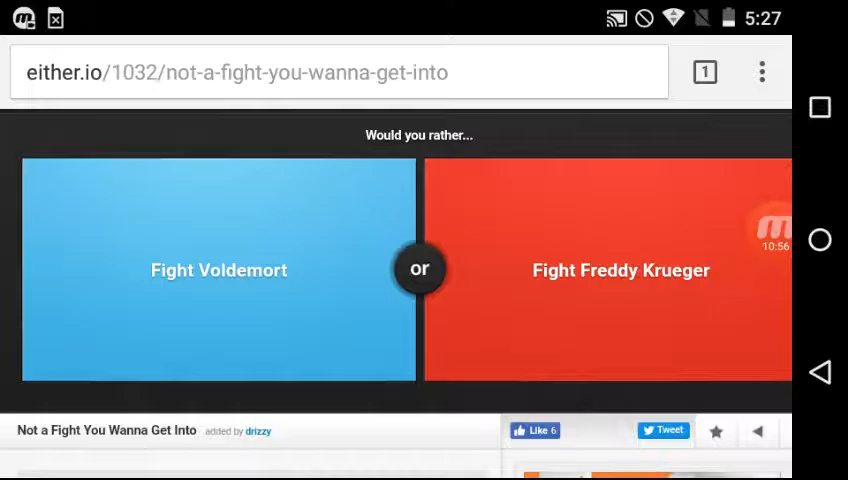 5:27
either.io/1032/not-a-fight-you-wanna-get-into
1
Would you rather...
Fight Voldemort
or
Fight Freddy Krueger
10:56
Not a Fight You Wanna Get Into added by drizzy
Like 6
Tweet